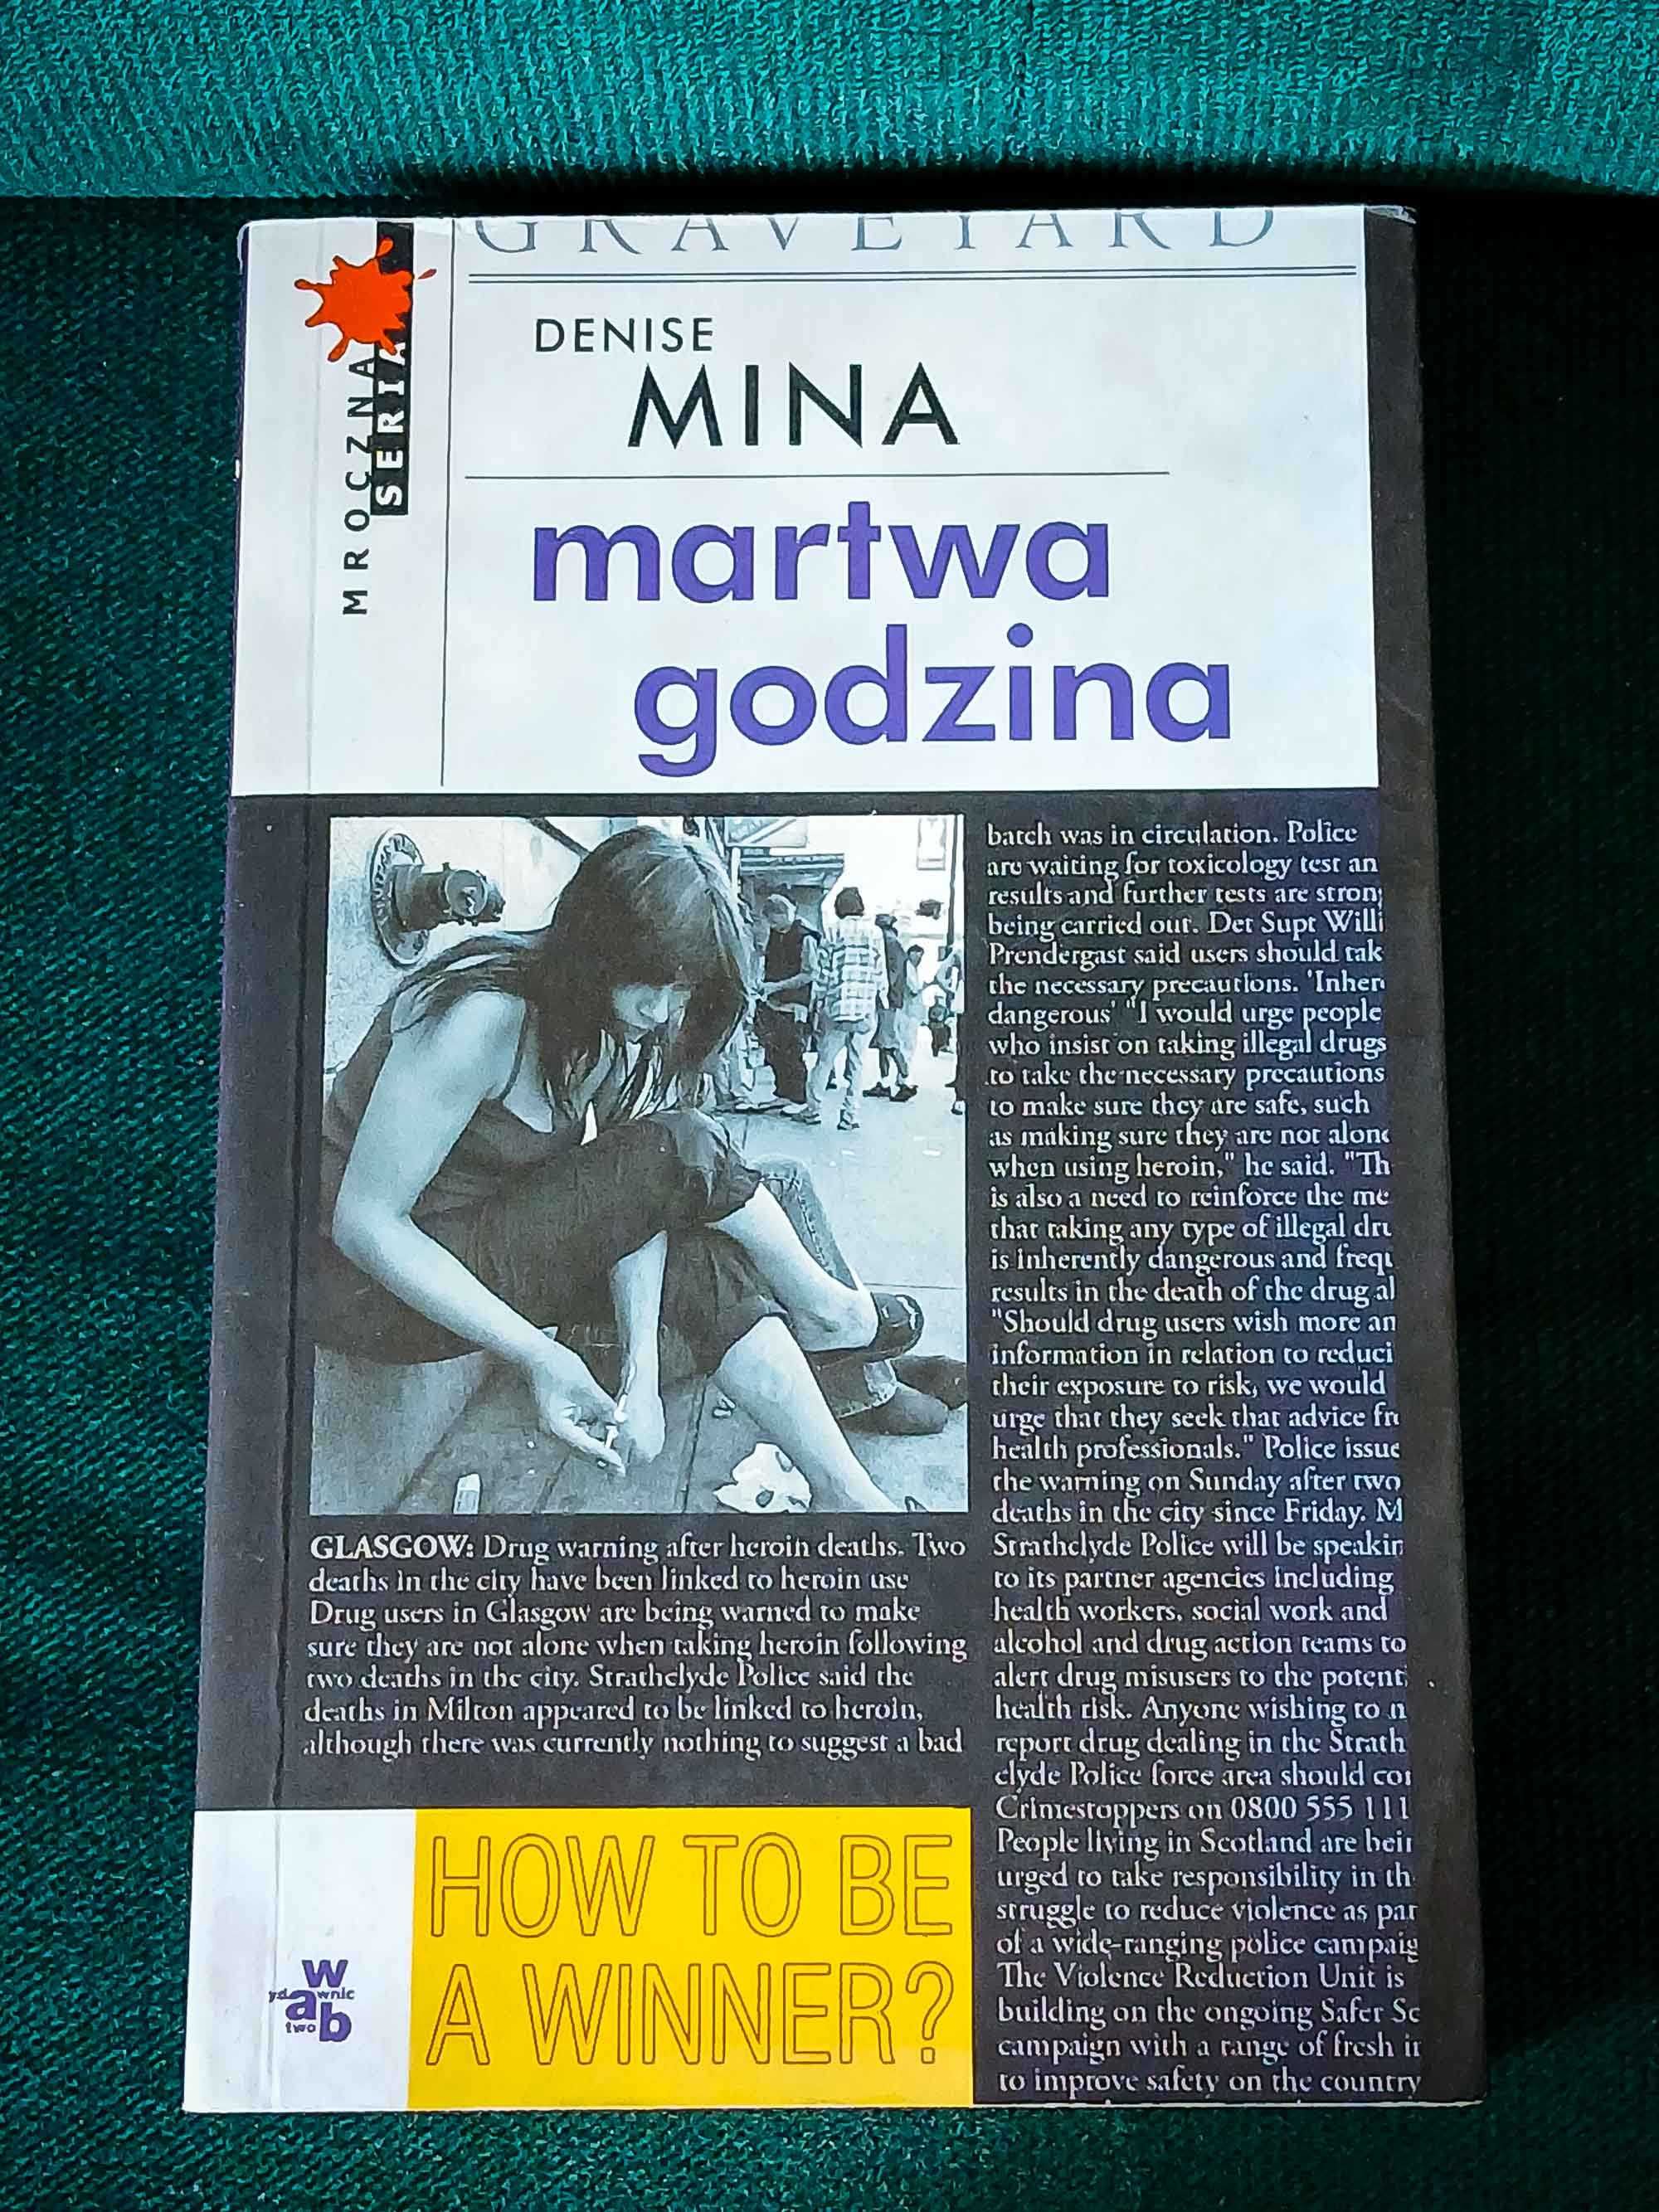 GRAVEYARD
MROCZNA
SERIA
DENISE
MINA
martwa
godzina
GLASGOW: Drug warning after heroin deaths. Two
deaths in the city have been linked to heroin use
Drug users in Glasgow are being warned to make
sure they are not alone when taking heroin following
two deaths in the city. Strathclyde Police said the
deaths in Milton appeared to be linked to heroin,
although there was currently nothing to suggest a bad
batch was in circulation. Police
are waiting for toxicology test an
results and further tests are stron
being carried out. Det Supt Willi
Prendergast said users should tak
the necessary precautions. 'Inher
dangerous' "I would urge people
who insist on taking illegal drugs
to take the necessary precautions
to make sure they are safe, such
as making sure they are not alon
when using heroin," he said. "Th
is also a need to reinforce the me
that taking any type of illegal dru
is inherently dangerous and frequ
results in the death of the drug al
"Should drug users wish more an
information in relation to reduci
their exposure to risk, we would
urge that they seek that advice fr
health professionals." Police issue
the warning on Sunday after two
deaths in the city since Friday. M
Strathclyde Police will be speakin
to its partner agencies including
health workers, social work and
alcohol and drug action teams to
alert drug misusers to the potent
health risk. Anyone wishing to n
report drug dealing in the Strath
clyde Police force area should co
Crimestoppers on 0800 555 111
People living in Scotland are bein
urged to take responsibility in th
struggle to reduce violence as par
of a wide-ranging police campaig
The Violence Reduction Unit is
building on the ongoing Safer Sc
campaign with a range of fresh in
to improve safety on the country
HOW TO BE
A WINNER?
w
ydawnic
a
two b